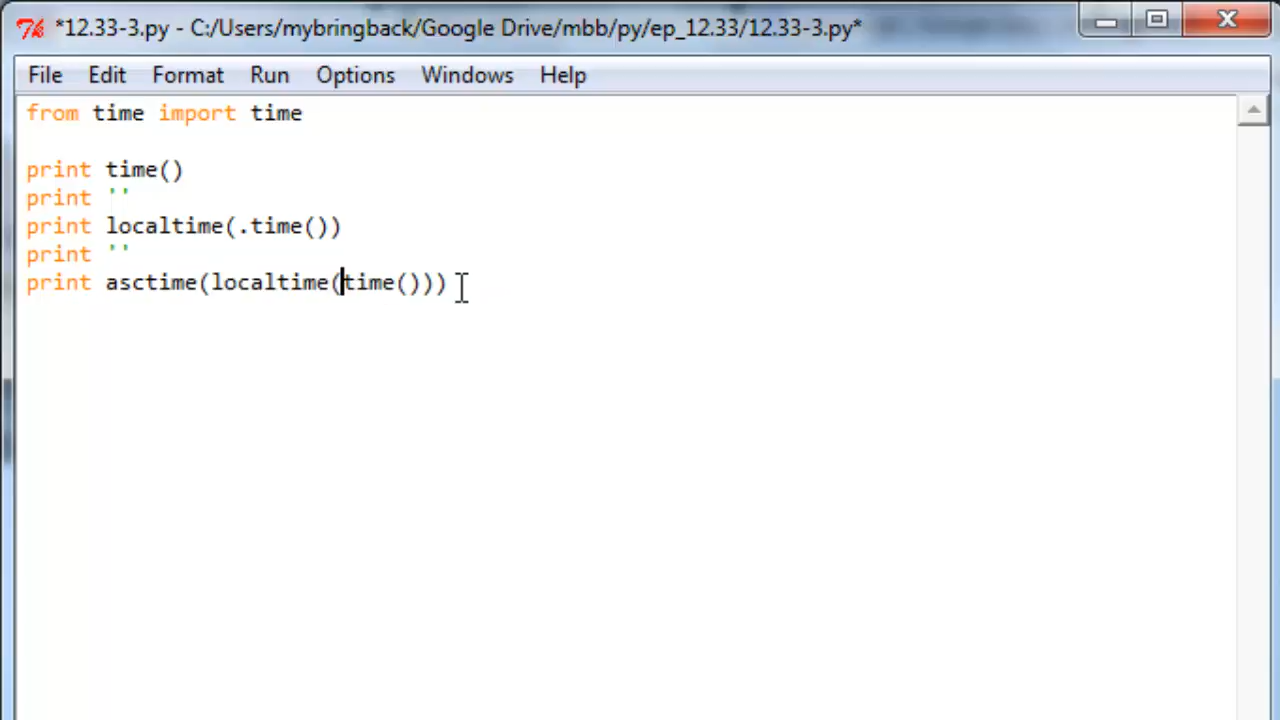 *12.33-3.py - C:/Users/mybringback/Google Drive/mbb/py/ep_12.33/12.33-3.py*
File Edit Format Run Options Windows Help
from time import time
print time()
print ''
print localtime(.time())
print ''
print asctime(localtime(time()))